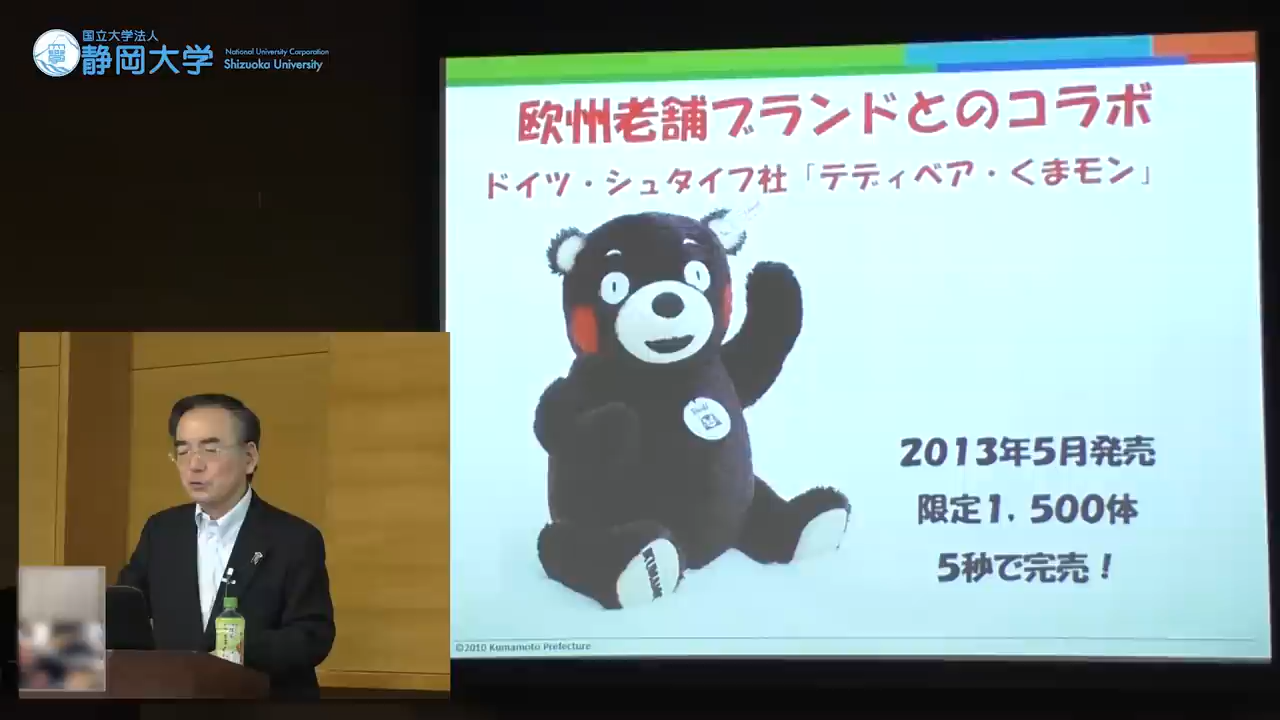 国立大学法人
静岡大学
National University Corporation
Shizuoka University
欧州老舗ブランドとのコラボ
ドイツ・シュタイフ社「テディベア・くまモン」
2013年5月発売
限定1，500体
5秒で完売！
©2010 Kumamoto Prefecture